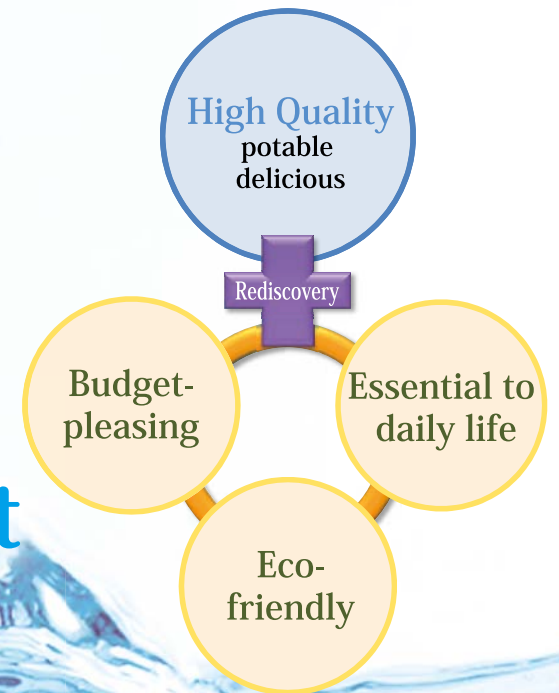 High Quality
potable
delicious
Rediscovery
Budget-
pleasing
Essential to
daily life
t
Eco-
friendly